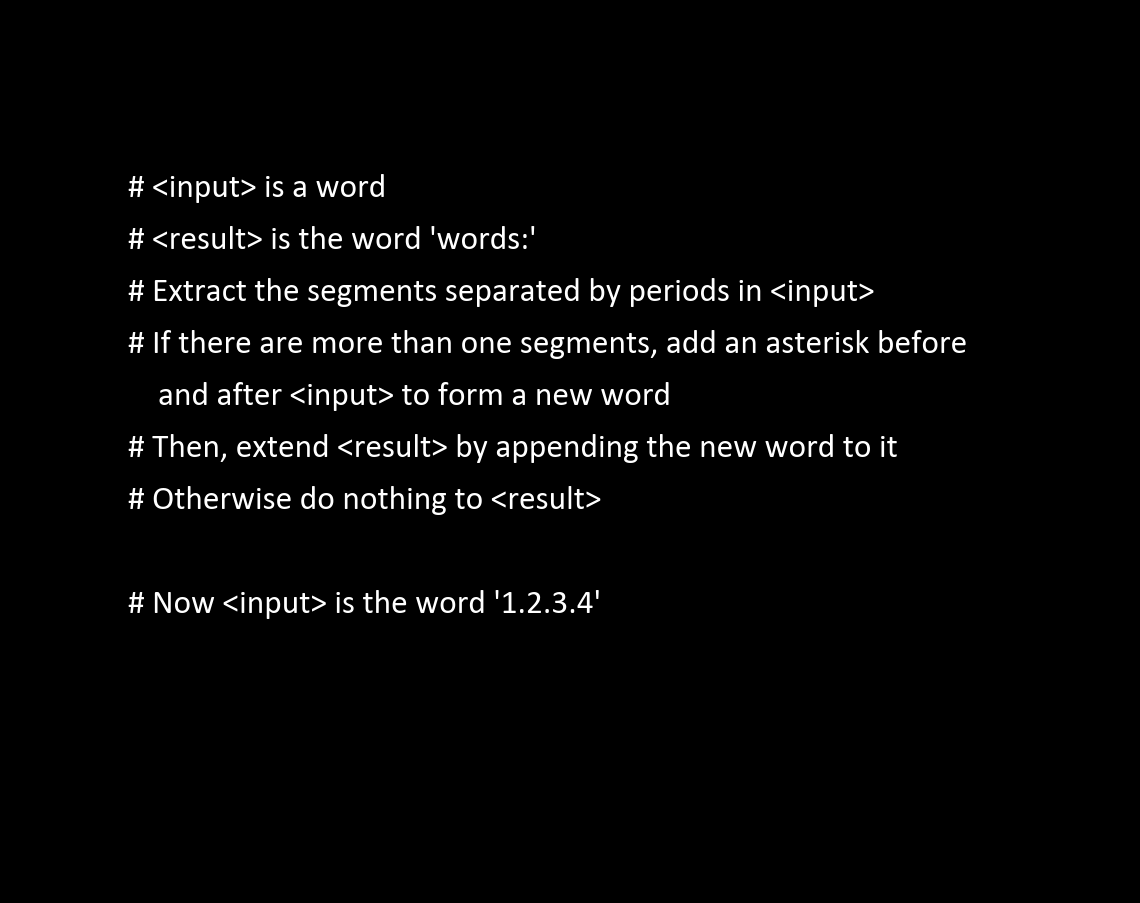 # <input> is a word
# <result> is the word 'words:'
# Extract the segments separated by periods in <input>
# If there are more than one segments, add an asterisk before
and after <input> to form a new word
# Then, extend <result> by appending the new word to it
# Otherwise do nothing to <result>
# Now <input> is the word '1.2.3.4'